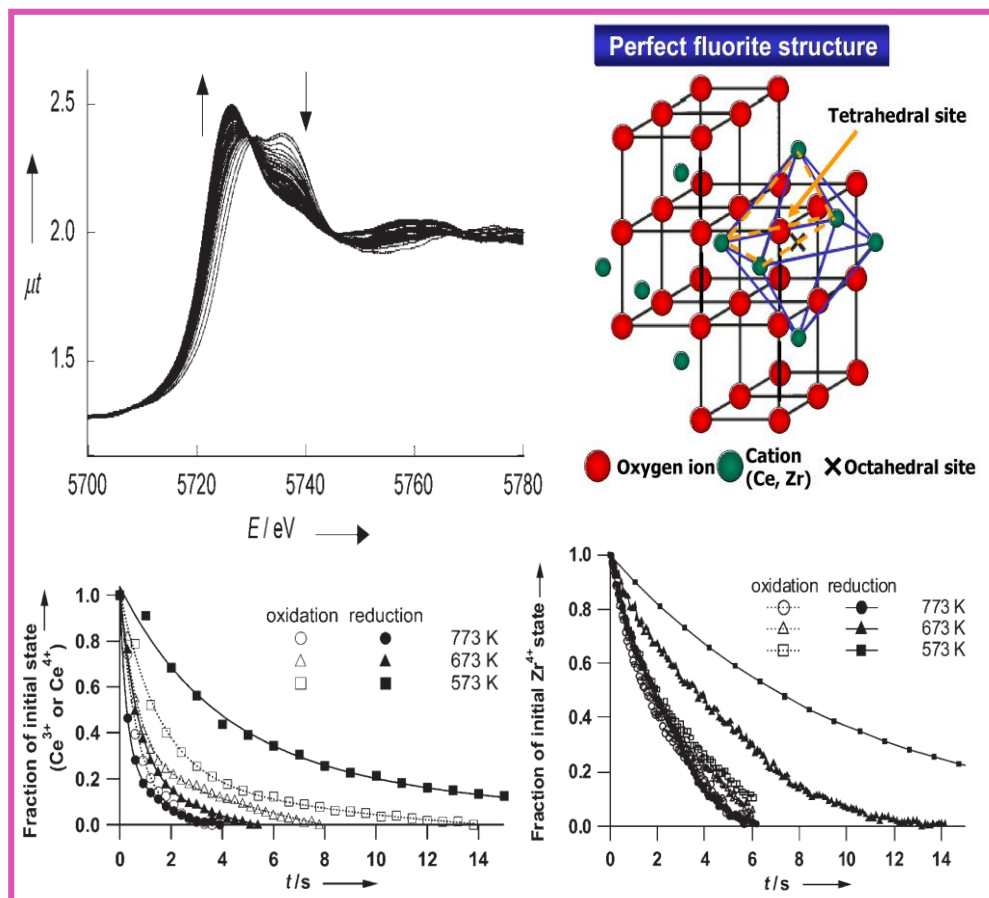 Perfect fluorite structure
2.5
2.0
1.5
μt
5700 5720 5740 5760 5780
E / eV
Tetrahedral site
Oxygen ion
Cation
(Ce, Zr)
Octahedral site
Fraction of initial state
(Ce3+ or Ce4+)
1.0
0.8
0.6
0.4
0.2
0.0
oxidation reduction
773 K
673 K
573 K
0 2 4 6 8 10 12 14
t / s
Fraction of initial Zr4+ state
1.0
0.8
0.6
0.4
0.2
0.0
oxidation reduction
773 K
673 K
573 K
0 2 4 6 8 10 12 14
t / s